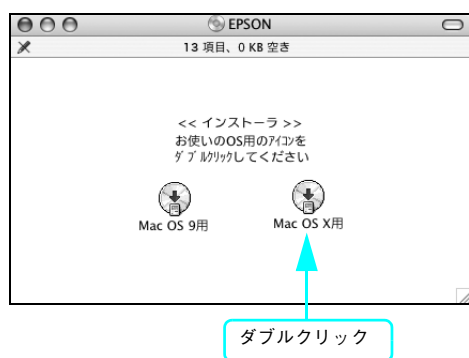 EPSON
13 項目、0 KB 空き
<< インストーラ >>
お使いのOS用のｱｲｺﾝを
ﾀﾞﾌﾞﾙｸﾘｯｸしてください
Mac OS 9用
Mac OS X用
ダブルクリック